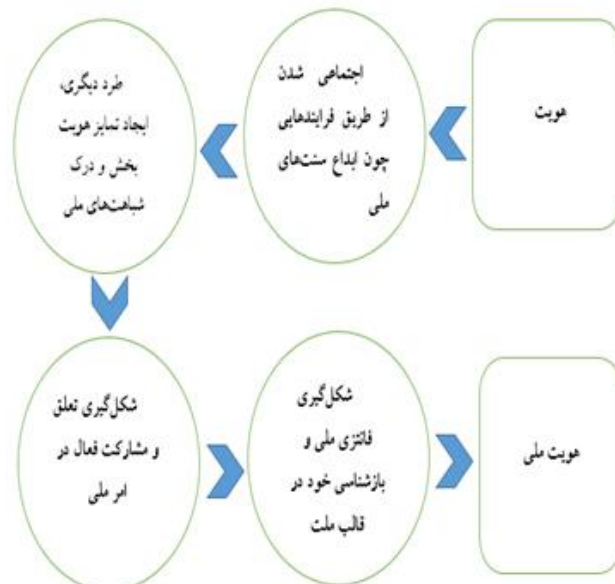 هویت
اجتماعی شدن
از طریق فرایندهایی
چون ابداع سنت‌های
ملی
طرد دیگری،
ایجاد تمایز هویت
بخش و درک
شباهت‌های ملی
شکل‌گیری تعلق
و مشارکت فعال در
امر ملی
شکل‌گیری
فانتزی ملی و
بازشناسی خود در
قالب ملت
هویت ملی